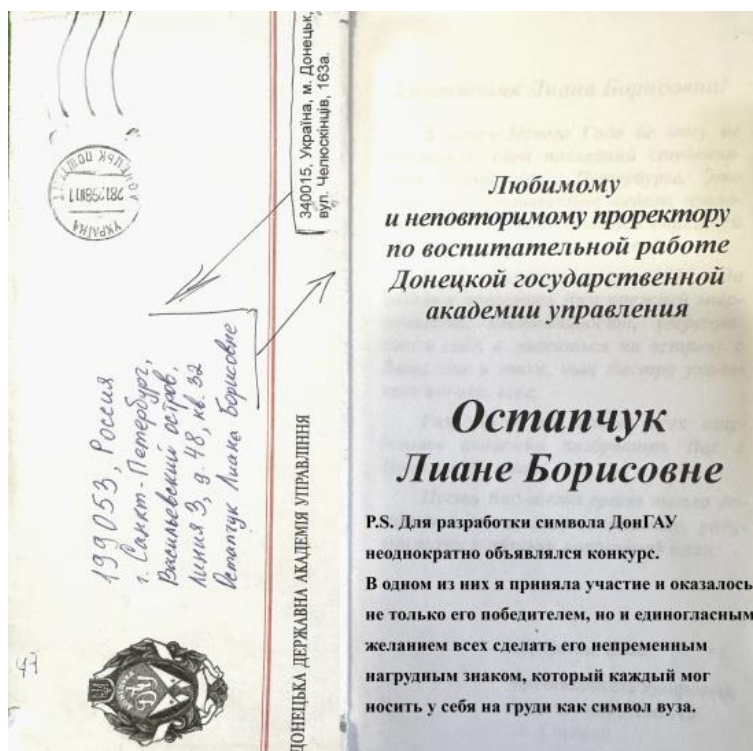 340015, Україна, м. Донецьк,
вул. Челюскінців, 163а.
УКРАЇНА
199053, Россия
г. Санкт-Петербург,
Васильевский остров,
линия 3, д. 48, кв. 32
Остапчук Лиана Борисовне
ДОНЕЦЬКА ДЕРЖАВНА АКАДЕМІЯ УПРАВЛІННЯ
Любимому
и неповторимому проректору
по воспитательной работе
Донецкой государственной
академии управления
Остапчук
Лиане Борисовне
P.S. Для разработки символа ДонГАУ
неоднократно объявлялся конкурс.
В одном из них я приняла участие и оказалось
не только его победителем, но и единогласным
желанием всех сделать его непременным
нагрудным знаком, который каждый мог
носить у себя на груди как символ вуза.